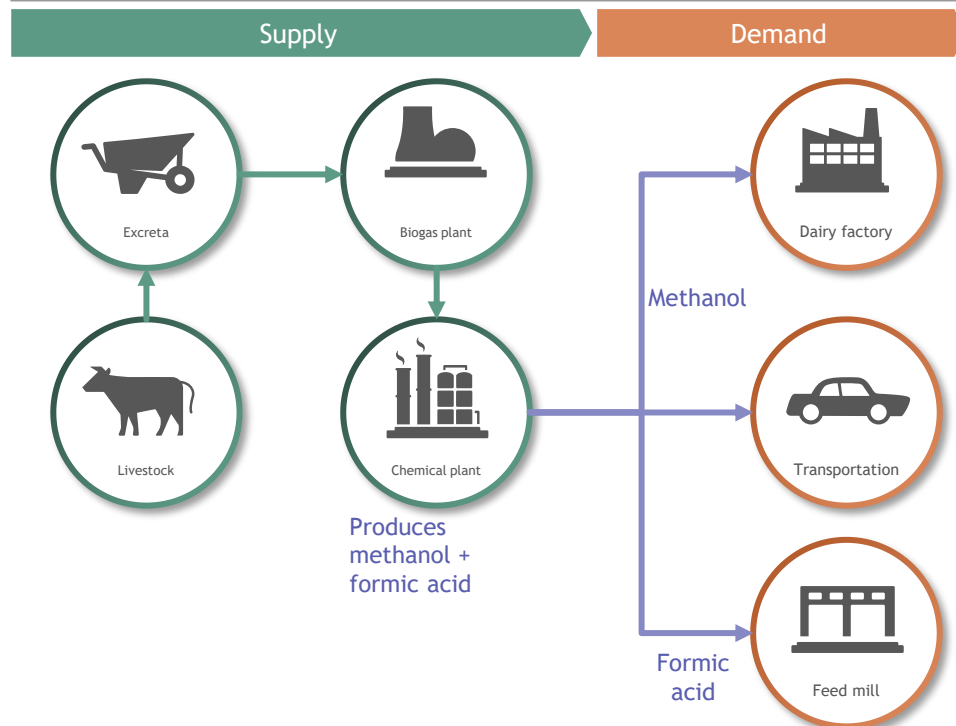 Supply
Demand
Excreta
Biogas plant
Dairy factory
Methanol
Livestock
Chemical plant
Transportation
Produces
methanol +
formic acid
Formic
acid
Feed mill